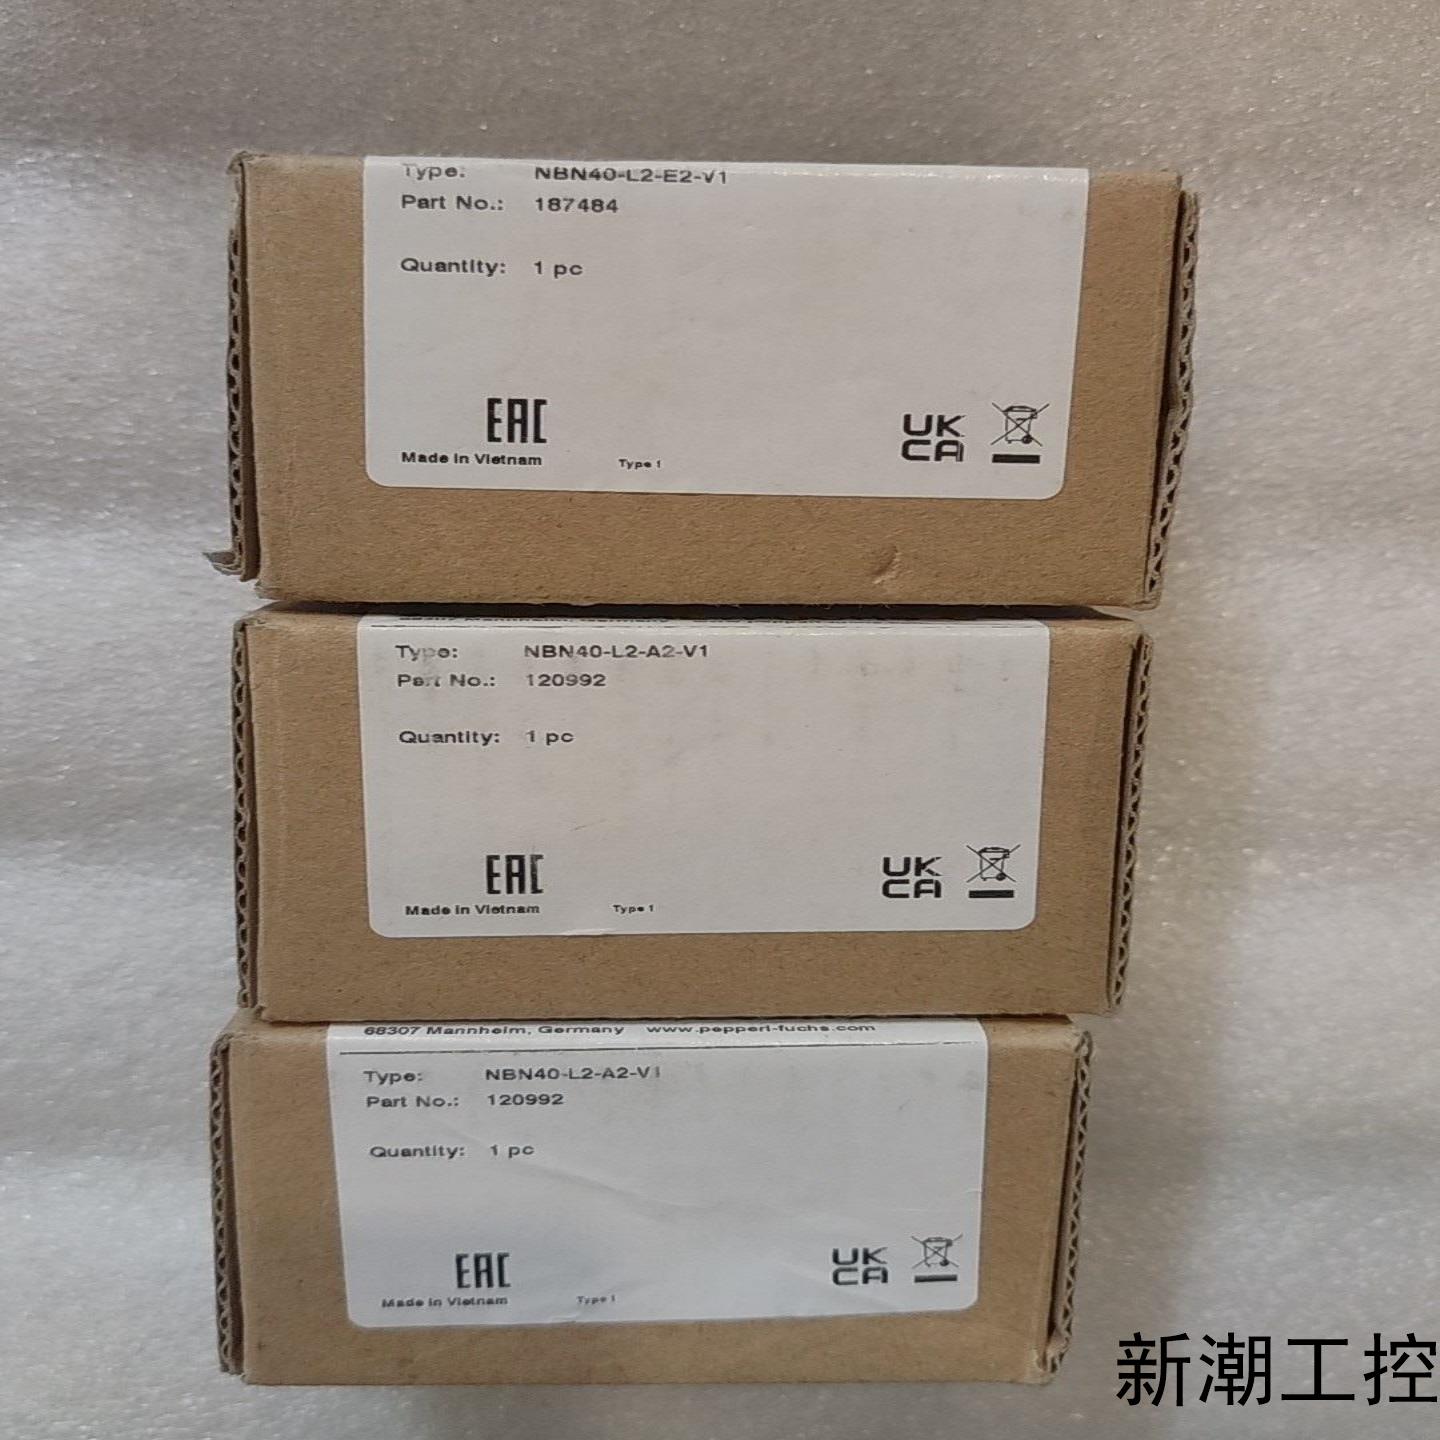 Type: NBN40-L2-E2-V1
Part No.: 187484
Quantity: 1 pc
EAC
UK
CA
Made in Vietnam Type 1
68307 Mannheim, Germany
Type: NBN40-L2-A2-V1
Part No.: 120992
Quantity: 1 pc
EAC
UK
CA
Made in Vietnam Type 1
68307 Mannheim, Germany www.pepperl-fuchs.com
Type: NBN40-L2-A2-V1
Part No.: 120992
Quantity: 1 pc
EAC
UK
CA
Made in Vietnam Type 1
新潮工控